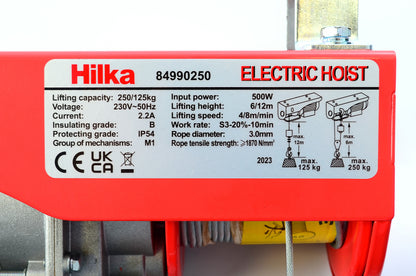 Hilka 84990250 ELECTRIC HOIST
Lifting capacity: 250/125kg Input power: 500W
Voltage: 230V~50Hz Lifting height: 6/12m
Current: 2.2A Lifting speed: 4/8m/min
Insulating grade: B Work rate: S3-20%-10min
Protecting grade: IP54 Rope diameter: 3.0mm
Group of mechanisms: M1 Rope tensile strength: ≥1870 N/mm²
max. 12m max. 6m
CE UK CA 2023 max. 125 kg max. 250 kg